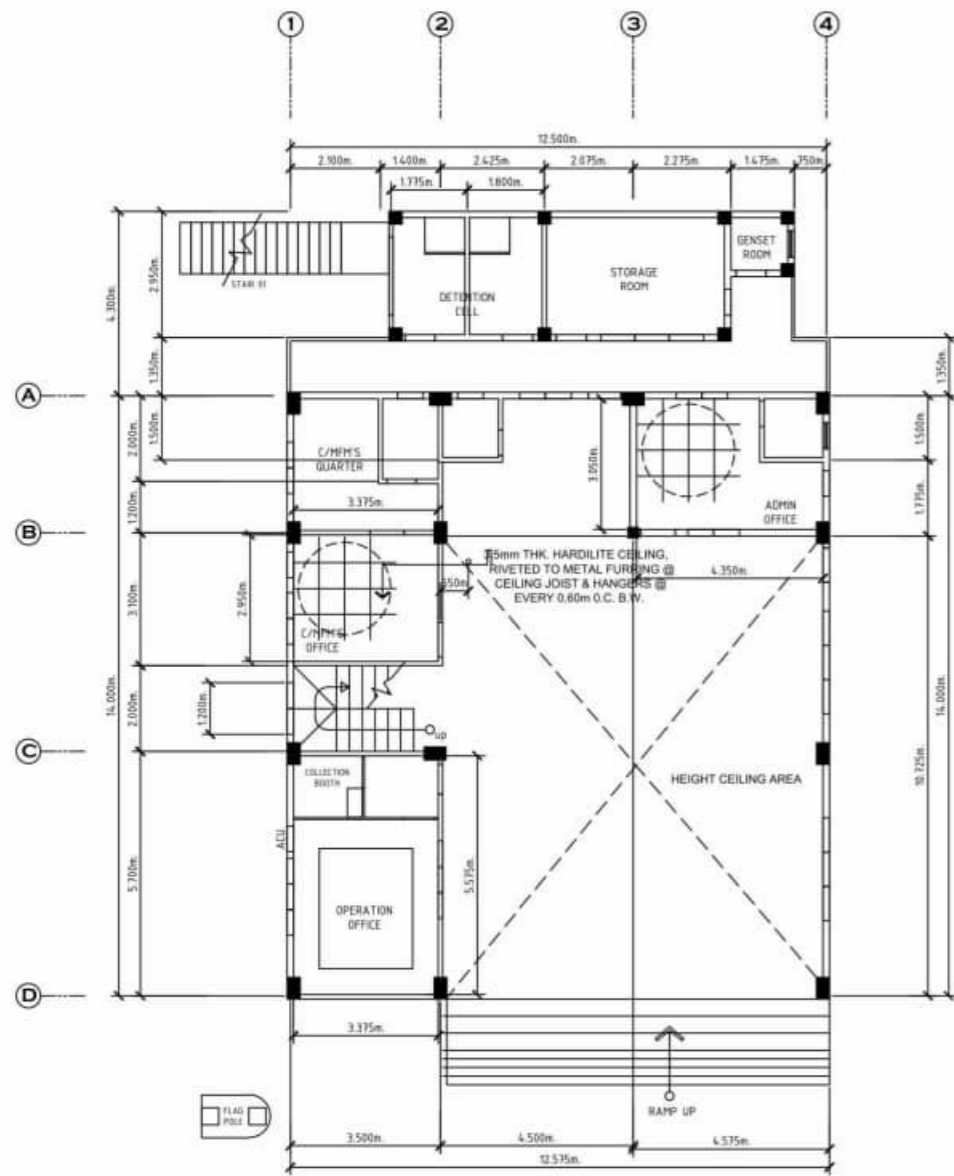 1
2
3
4
12.500m.
2.100m.
1.400m.
2.425m.
2.075m.
2.275m.
1.475m.
.750m.
1.775m.
1.800m.
4.300m.
2.950m.
1.350m.
STAIR 01
DETENTION
CELL
STORAGE
ROOM
GENSET
ROOM
1.350m.
A
2.000m.
1.500m.
C/MFM'S
QUARTER
3.050m.
ADMIN
OFFICE
1.500m.
1.775m.
1.200m.
3.375m.
B
3.5mm THK. HARDILITE CEILING,
RIVETED TO METAL FURRING @
CEILING JOIST & HANGERS @
EVERY 0.60m O.C. B.W.
4.350m.
.650m.
3.100m.
2.950m.
C/MFM'S
OFFICE
14.000m.
2.000m.
1.200m.
up
14.000m.
10.725m.
C
COLLECTION
BOOTH
HEIGHT CEILING AREA
ACU
5.700m.
5.575m.
OPERATION
OFFICE
D
3.375m.
RAMP UP
FLAG
POLE
3.500m.
4.500m.
4.575m.
12.575m.